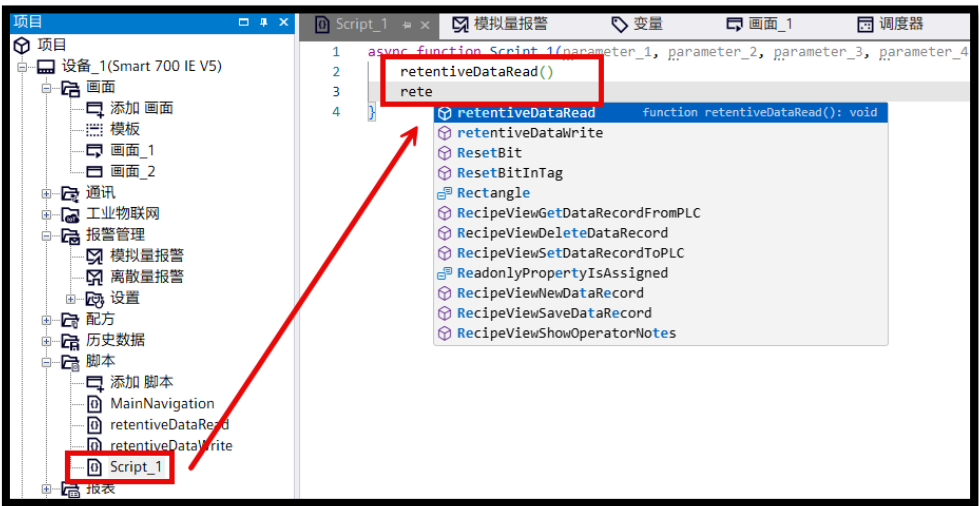 项目
项目
设备_1(Smart 700 IE V5)
画面
添加 画面
模板
画面_1
画面_2
通讯
工业物联网
报警管理
模拟量报警
离散量报警
设置
配方
历史数据
脚本
添加 脚本
MainNavigation
retentiveDataRead
retentiveDataWrite
Script_1
报表
Script_1 模拟量报警 变量 画面_1 调度器
1 async function Script_1(parameter_1, parameter_2, parameter_3, parameter_4
2 retentiveDataRead()
3 rete
4 }
retentiveDataRead function retentiveDataRead(): void
retentiveDataWrite
ResetBit
ResetBitInTag
Rectangle
RecipeViewGetDataRecordFromPLC
RecipeViewDeleteDataRecord
RecipeViewSetDataRecordToPLC
ReadonlyPropertyIsAssigned
RecipeViewNewDataRecord
RecipeViewSaveDataRecord
RecipeViewShowOperatorNotes